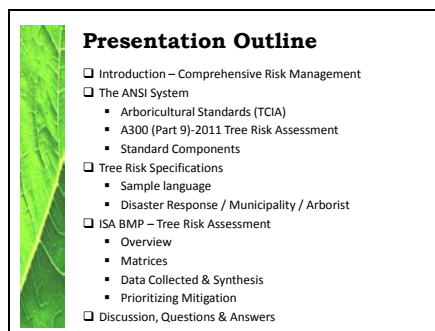 Presentation Outline
❑ Introduction – Comprehensive Risk Management
❑ The ANSI System
▪ Arboricultural Standards (TCIA)
▪ A300 (Part 9)-2011 Tree Risk Assessment
▪ Standard Components
❑ Tree Risk Specifications
▪ Sample language
▪ Disaster Response / Municipality / Arborist
❑ ISA BMP – Tree Risk Assessment
▪ Overview
▪ Matrices
▪ Data Collected & Synthesis
▪ Prioritizing Mitigation
❑ Discussion, Questions & Answers